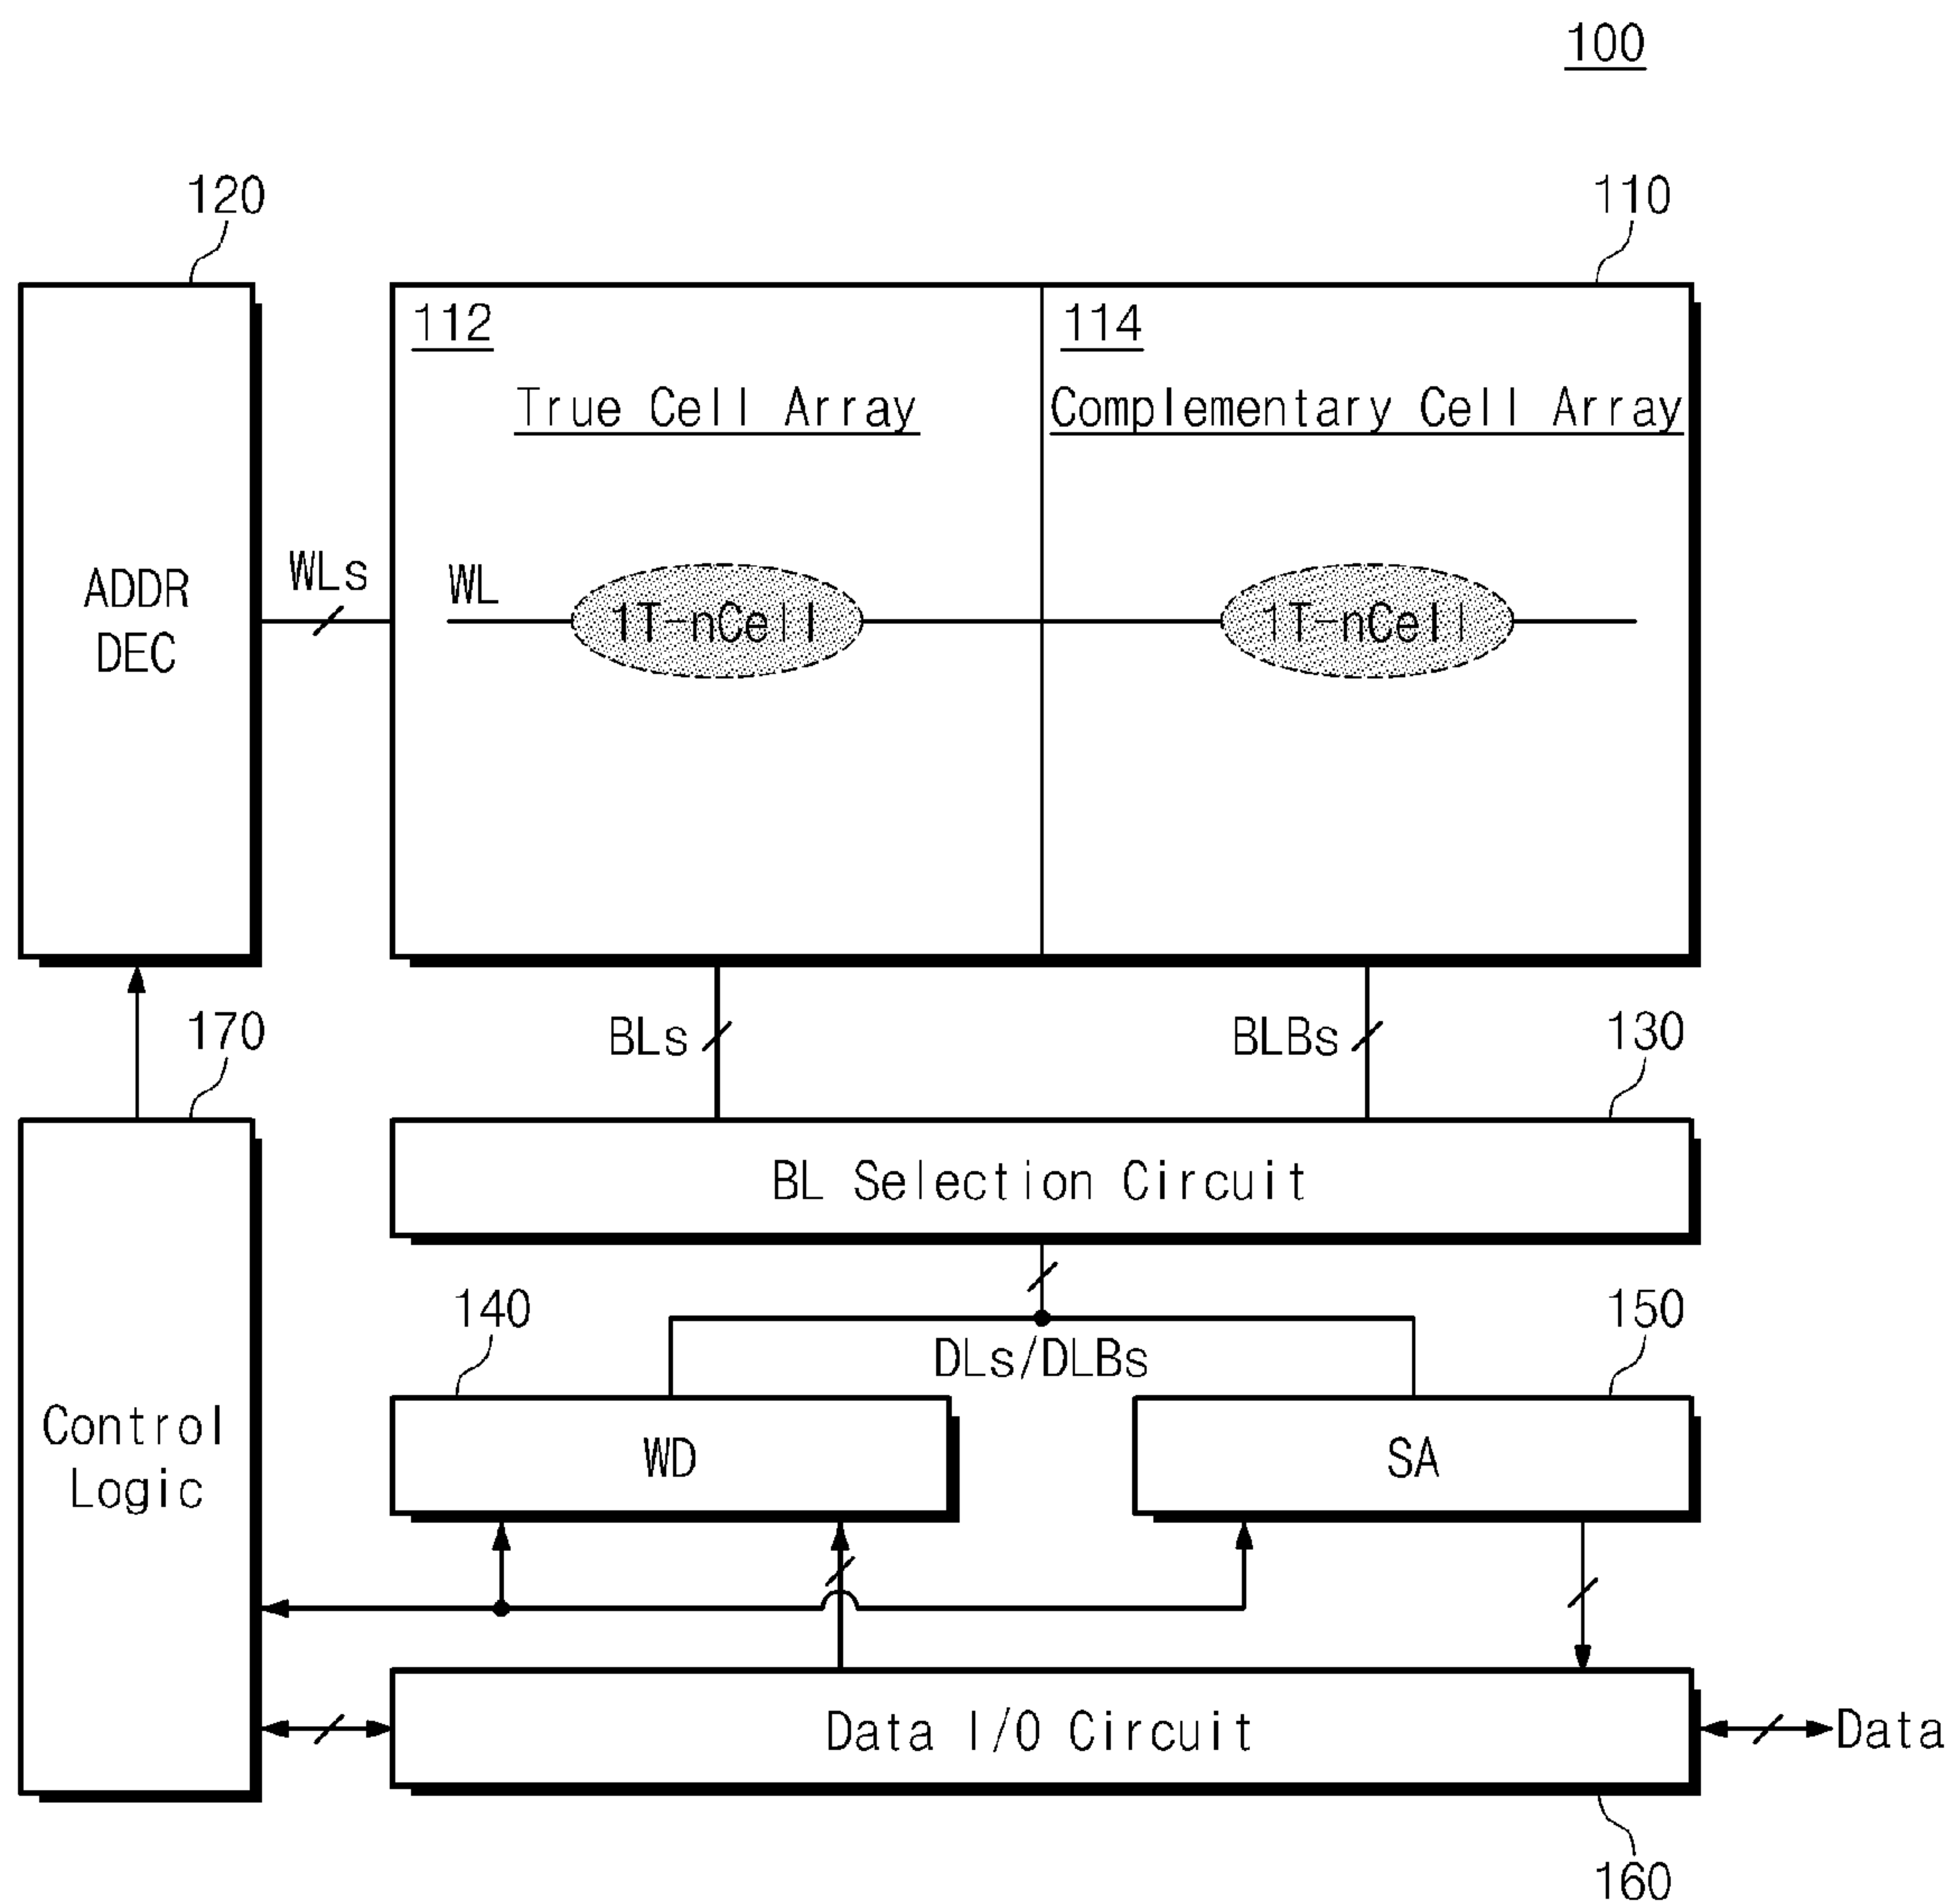 100
120
110
112
114
True Cell Array
Complementary Cell Array
ADDR
DEC
WLs
WL
1T-nCell
1T-nCell
BLs
BLBs
170
130
BL Selection Circuit
140
150
DLs/DLBs
Control
Logic
WD
SA
Data I/O Circuit
Data
160